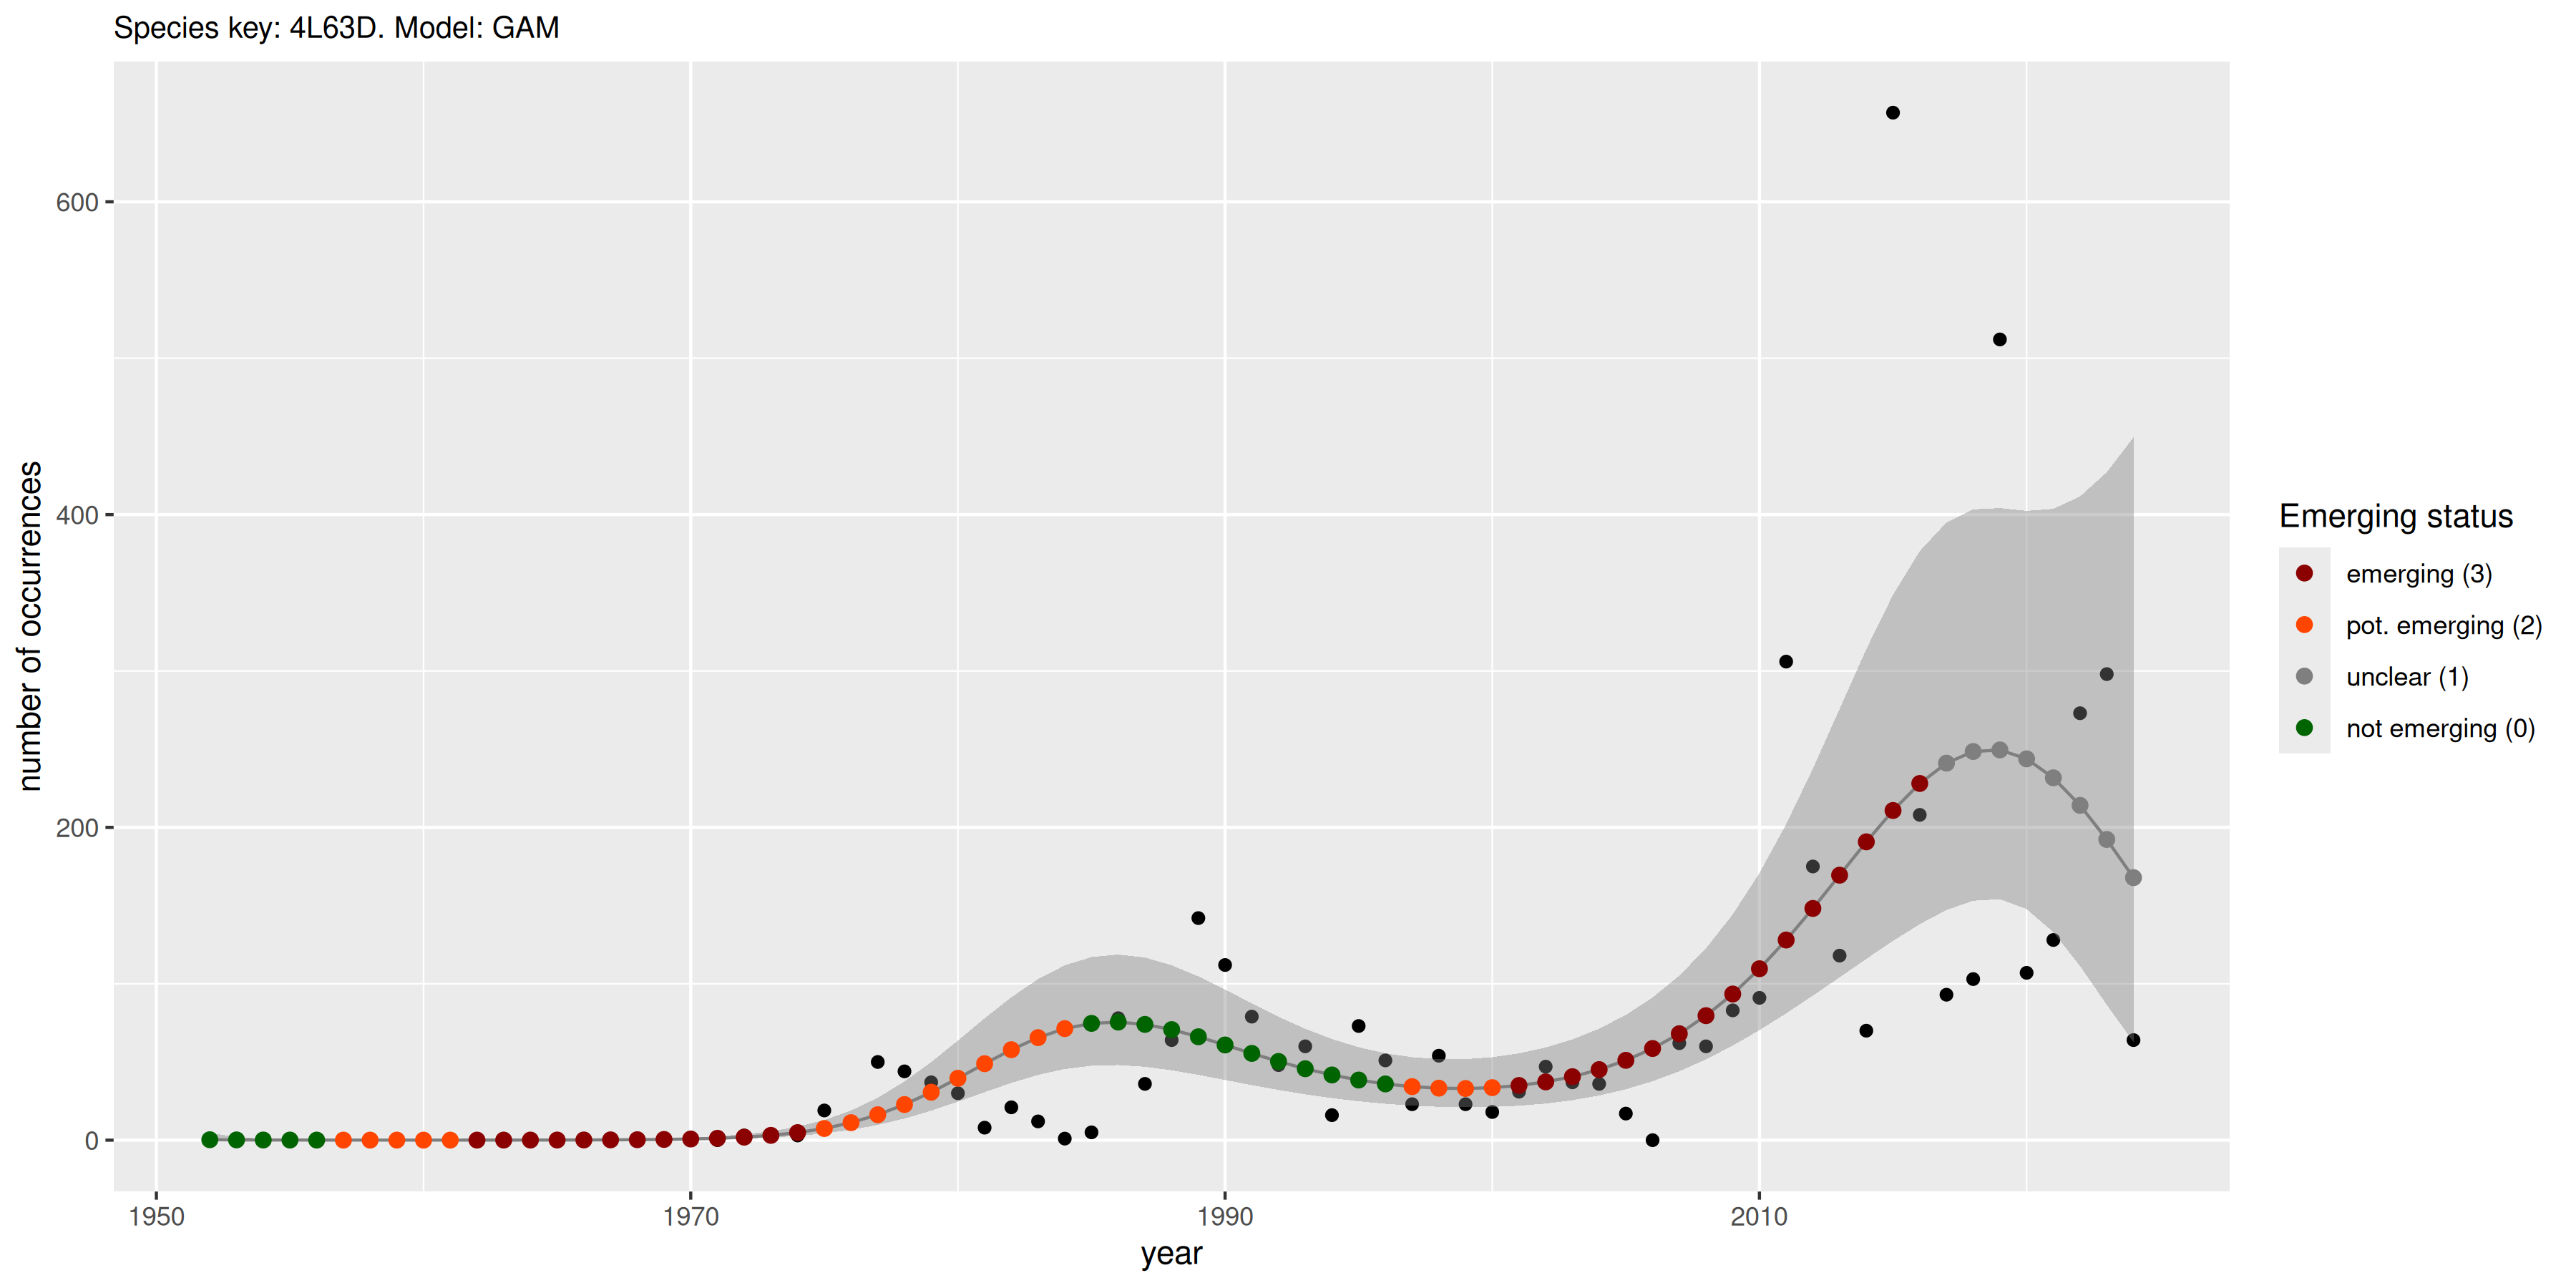 Species key: 4L63D. Model: GAM
600
400
200
0
number of occurrences
1950
1970
1990
2010
year
Emerging status
emerging (3)
pot. emerging (2)
unclear (1)
not emerging (0)